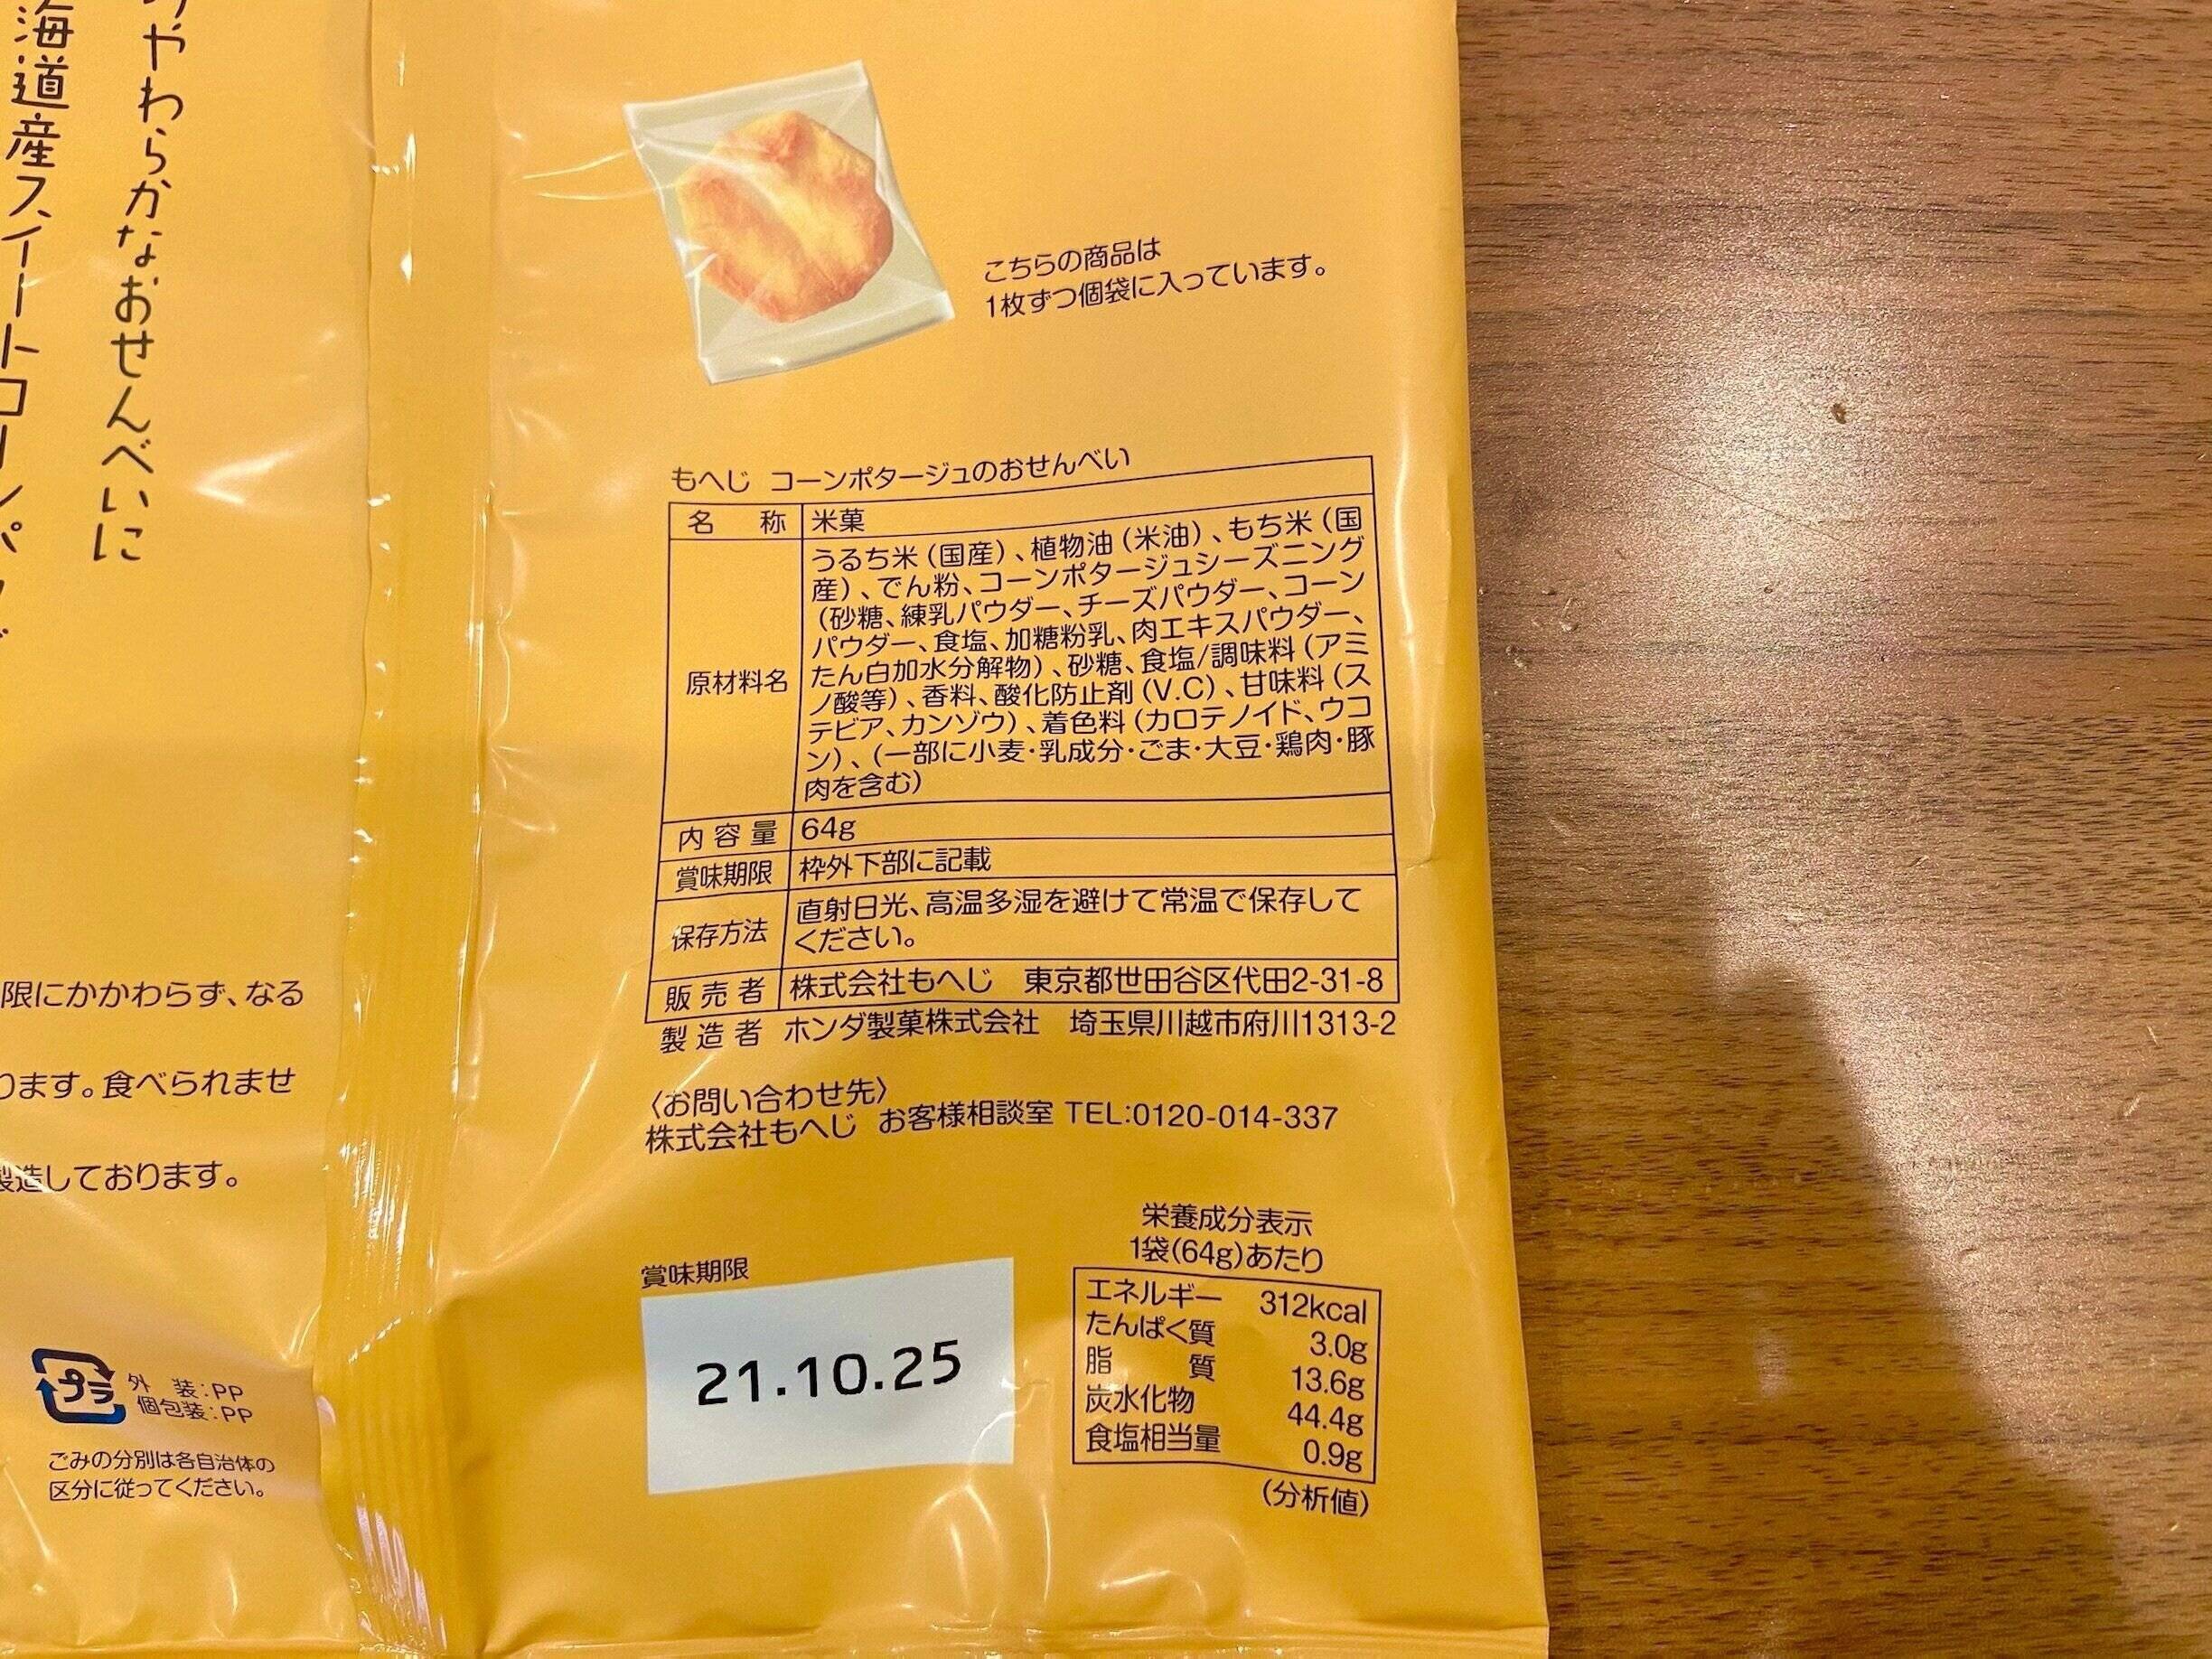 やわらかなおせんべいに
海道産スイートコーンパ
こちらの商品は
1枚ずつ個袋に入っています。
もへじ コーンポタージュのおせんべい
名 称 米菓
原材料名
うるち米(国産)、植物油(米油)、もち米(国
産)、でん粉、コーンポタージュシーズニング
(砂糖、練乳パウダー、チーズパウダー、コーン
パウダー、食塩、加糖粉乳、肉エキスパウダー、
たん白加水分解物)、砂糖、食塩/調味料(アミ
ノ酸等)、香料、酸化防止剤(V.C)、甘味料(ス
テビア、カンゾウ)、着色料(カロテノイド、ウコ
ン)、(一部に小麦・乳成分・ごま・大豆・鶏肉・豚
肉を含む)
内容量 64g
賞味期限 枠外下部に記載
保存方法
直射日光、高温多湿を避けて常温で保存して
ください。
販売者 株式会社もへじ 東京都世田谷区代田2-31-8
製造者 ホンダ製菓株式会社 埼玉県川越市府川1313-2
〈お問い合わせ先〉
株式会社もへじ お客様相談室 TEL:0120-014-337
賞味期限
21.10.25
栄養成分表示
1袋(64g)あたり
エネルギー 312kcal
たんぱく質 3.0g
脂 質 13.6g
炭水化物 44.4g
食塩相当量 0.9g
(分析値)
限にかかわらず、なる
ります。食べられませ
製造しております。
プラ
外 装:PP
個包装:PP
ごみの分別は各自治体の
区分に従ってください。